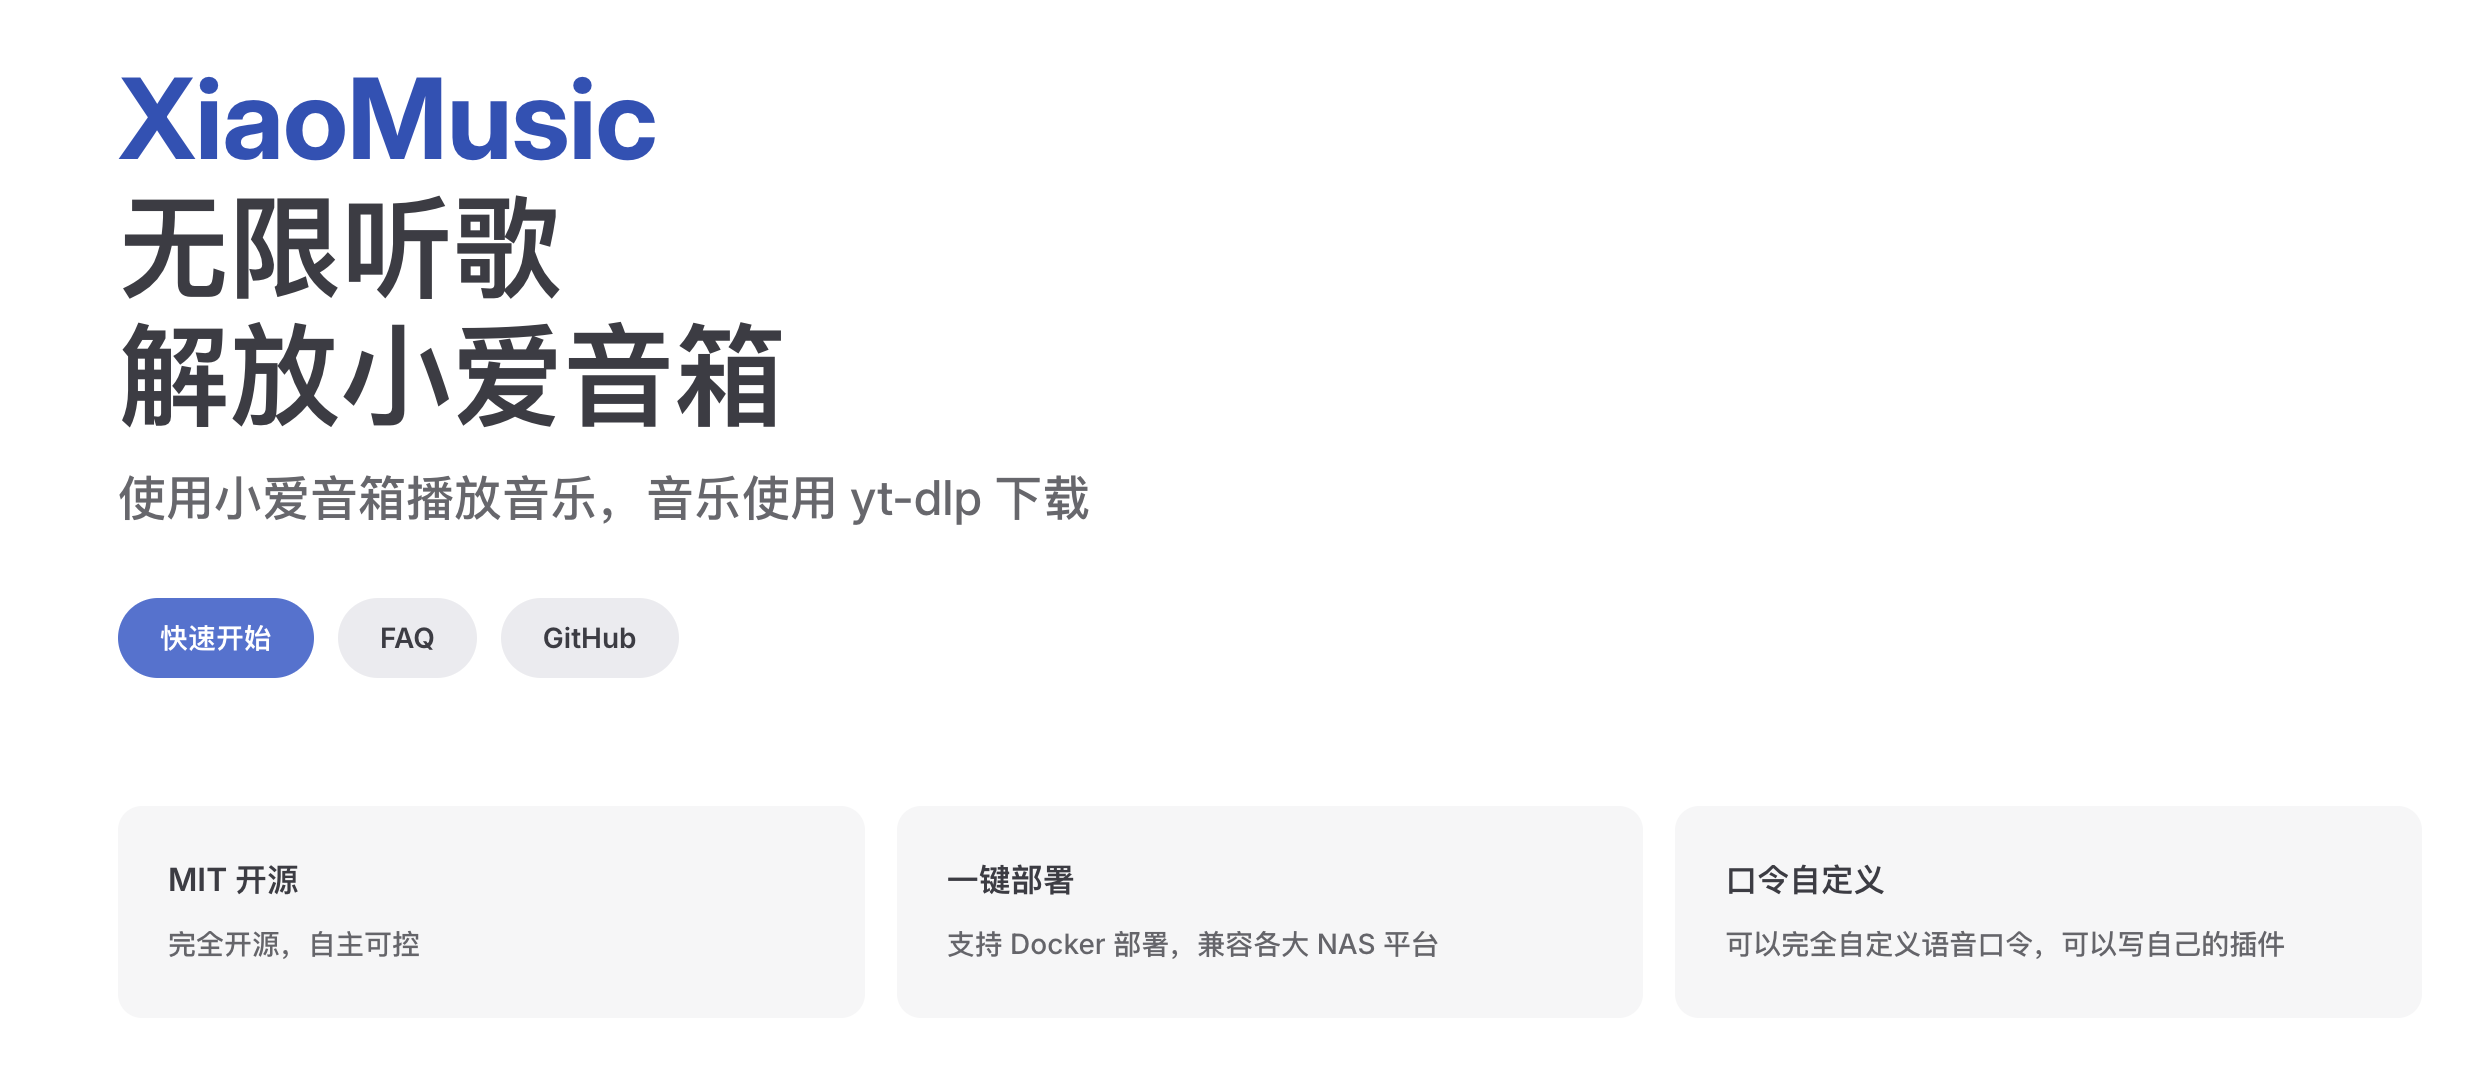 XiaoMusic
无限听歌
解放小爱音箱
使用小爱音箱播放音乐，音乐使用 yt-dlp 下载
快速开始
FAQ
GitHub
MIT 开源
完全开源，自主可控
一键部署
支持 Docker 部署，兼容各大 NAS 平台
口令自定义
可以完全自定义语音口令，可以写自己的插件